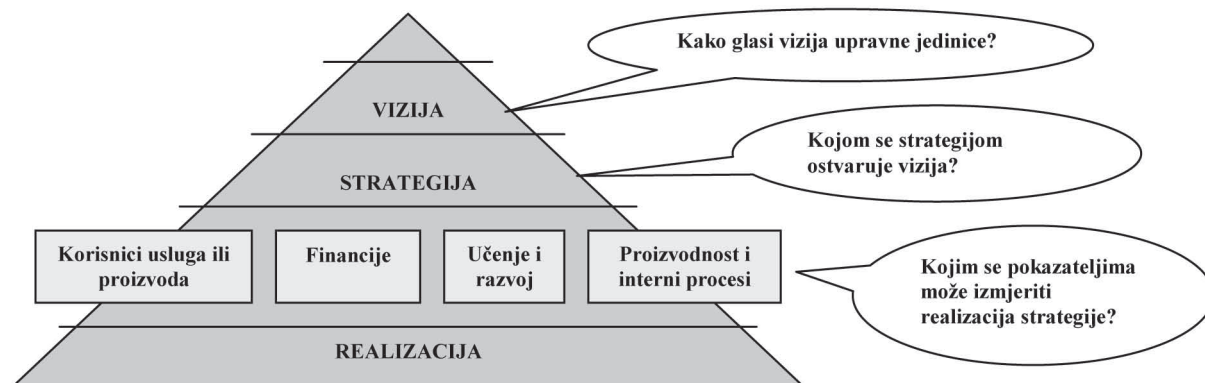 Kako glasi vizija upravne jedinice?
VIZIJA
Kojom se strategijom
ostvaruje vizija?
STRATEGIJA
Korisnici usluga ili
proizvoda
Financije
Učenje i
razvoj
Proizvodnost i
interni procesi
Kojim se pokazateljima
može izmjeriti
realizacija strategije?
REALIZACIJA